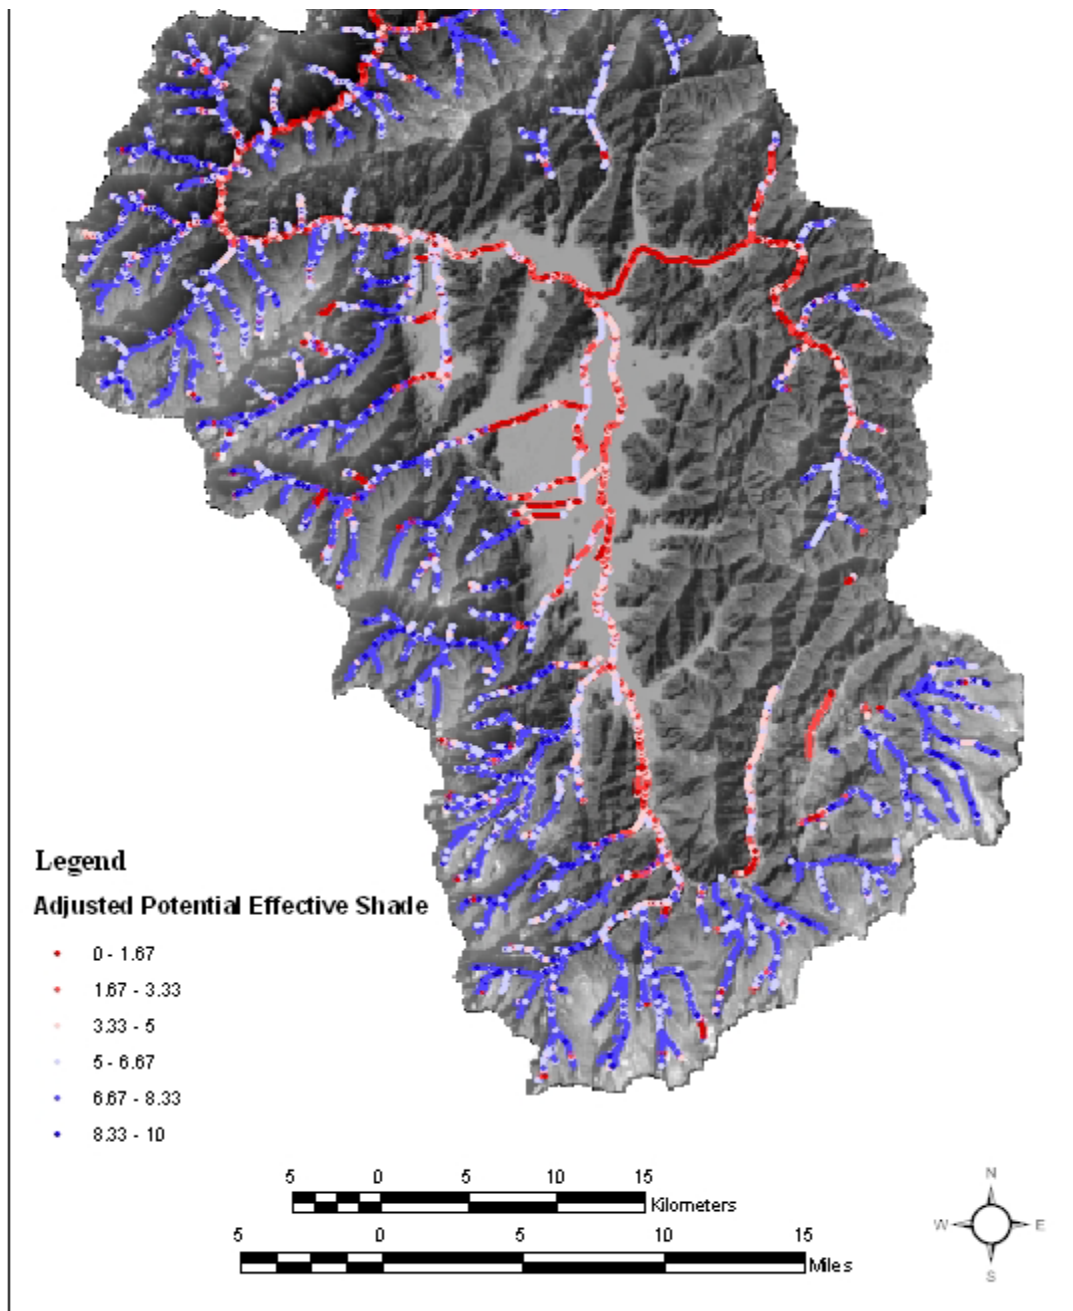 Legend
Adjusted Potential Effective Shade
0 - 1.67
1.67 - 3.33
3.33 - 5
5 - 6.67
6.67 - 8.33
8.33 - 10
5 0 5 10 15
Kilometers
5 0 5 10 15
Miles
N
W E
S